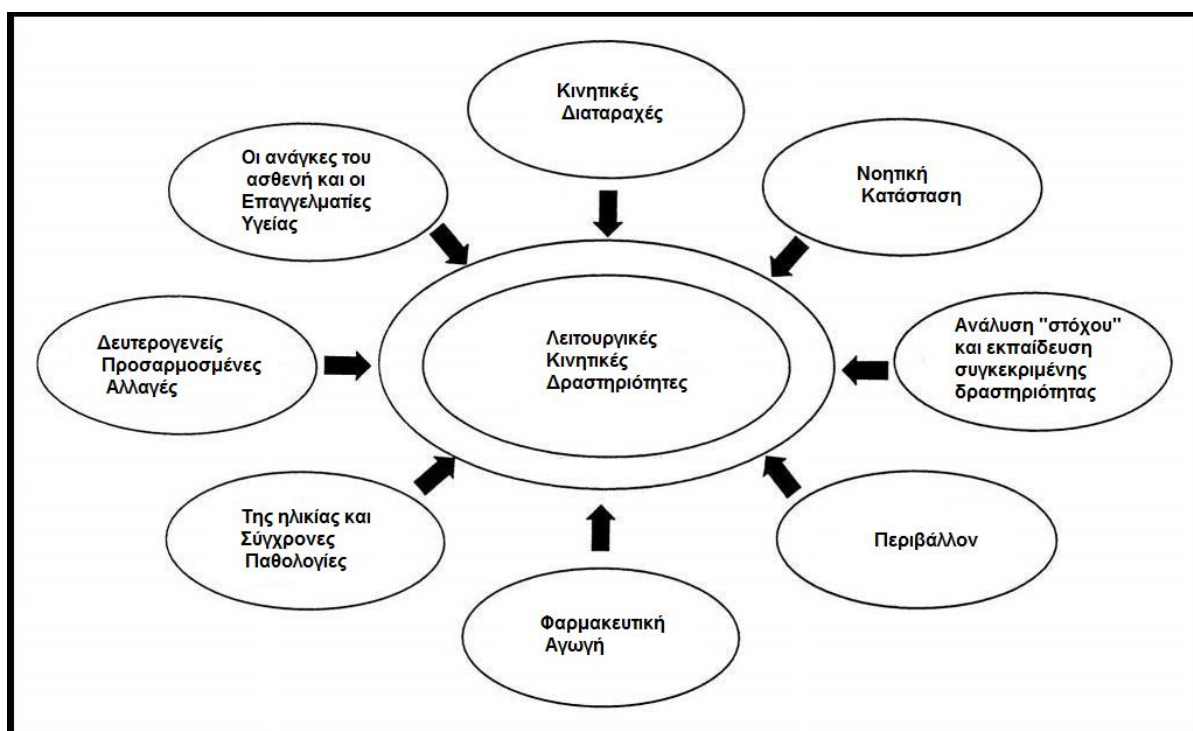 Κινητικές
Διαταραχές
Οι ανάγκες του
ασθενή και οι
Επαγγελματίες
Υγείας
Νοητική
Κατάσταση
Δευτερογενείς
Προσαρμοσμένες
Αλλαγές
Λειτουργικές
Κινητικές
Δραστηριότητες
Ανάλυση "στόχου"
και εκπαίδευση
συγκεκριμένης
δραστηριότητας
Της ηλικίας και
Σύγχρονες
Παθολογίες
Περιβάλλον
Φαρμακευτική
Αγωγή